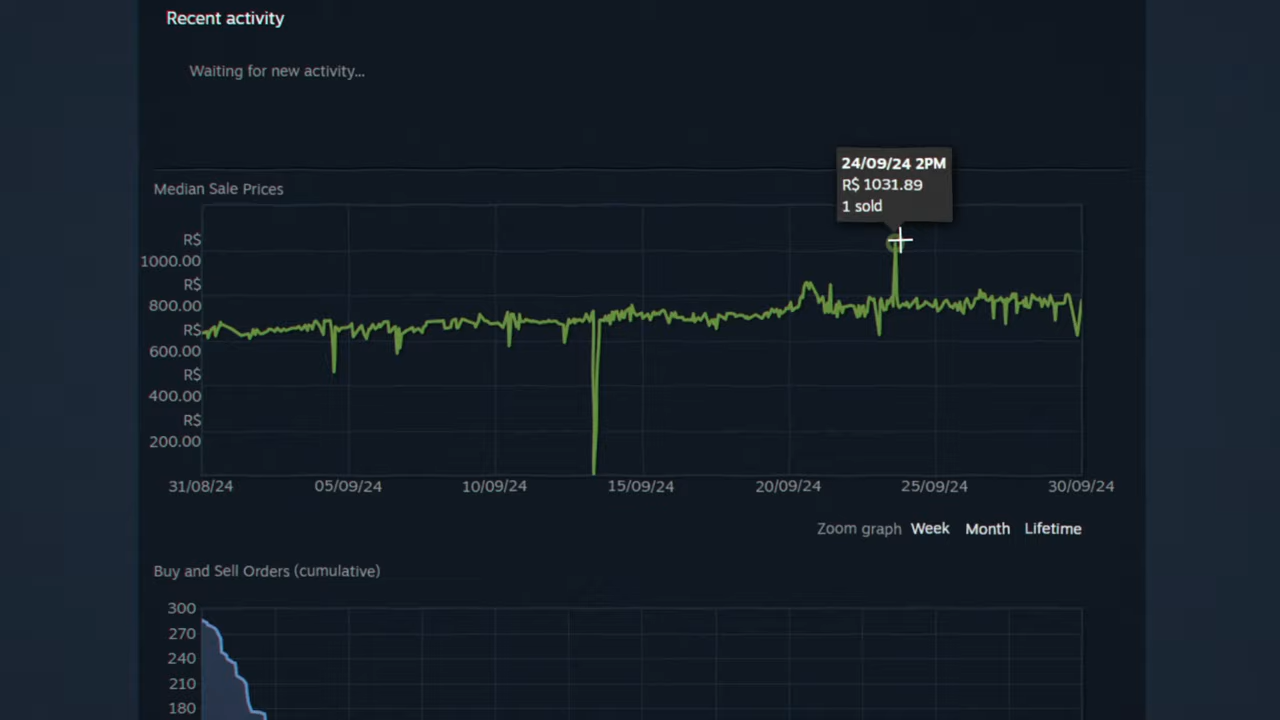 Recent activity
Waiting for new activity...
24/09/24 2PM
R$ 1031.89
1 sold
Median Sale Prices
R$
1000.00
R$
800.00
R$
600.00
R$
400.00
R$
200.00
31/08/24 05/09/24 10/09/24 15/09/24 20/09/24 25/09/24 30/09/24
Zoom graph Week Month Lifetime
Buy and Sell Orders (cumulative)
300
270
240
210
180